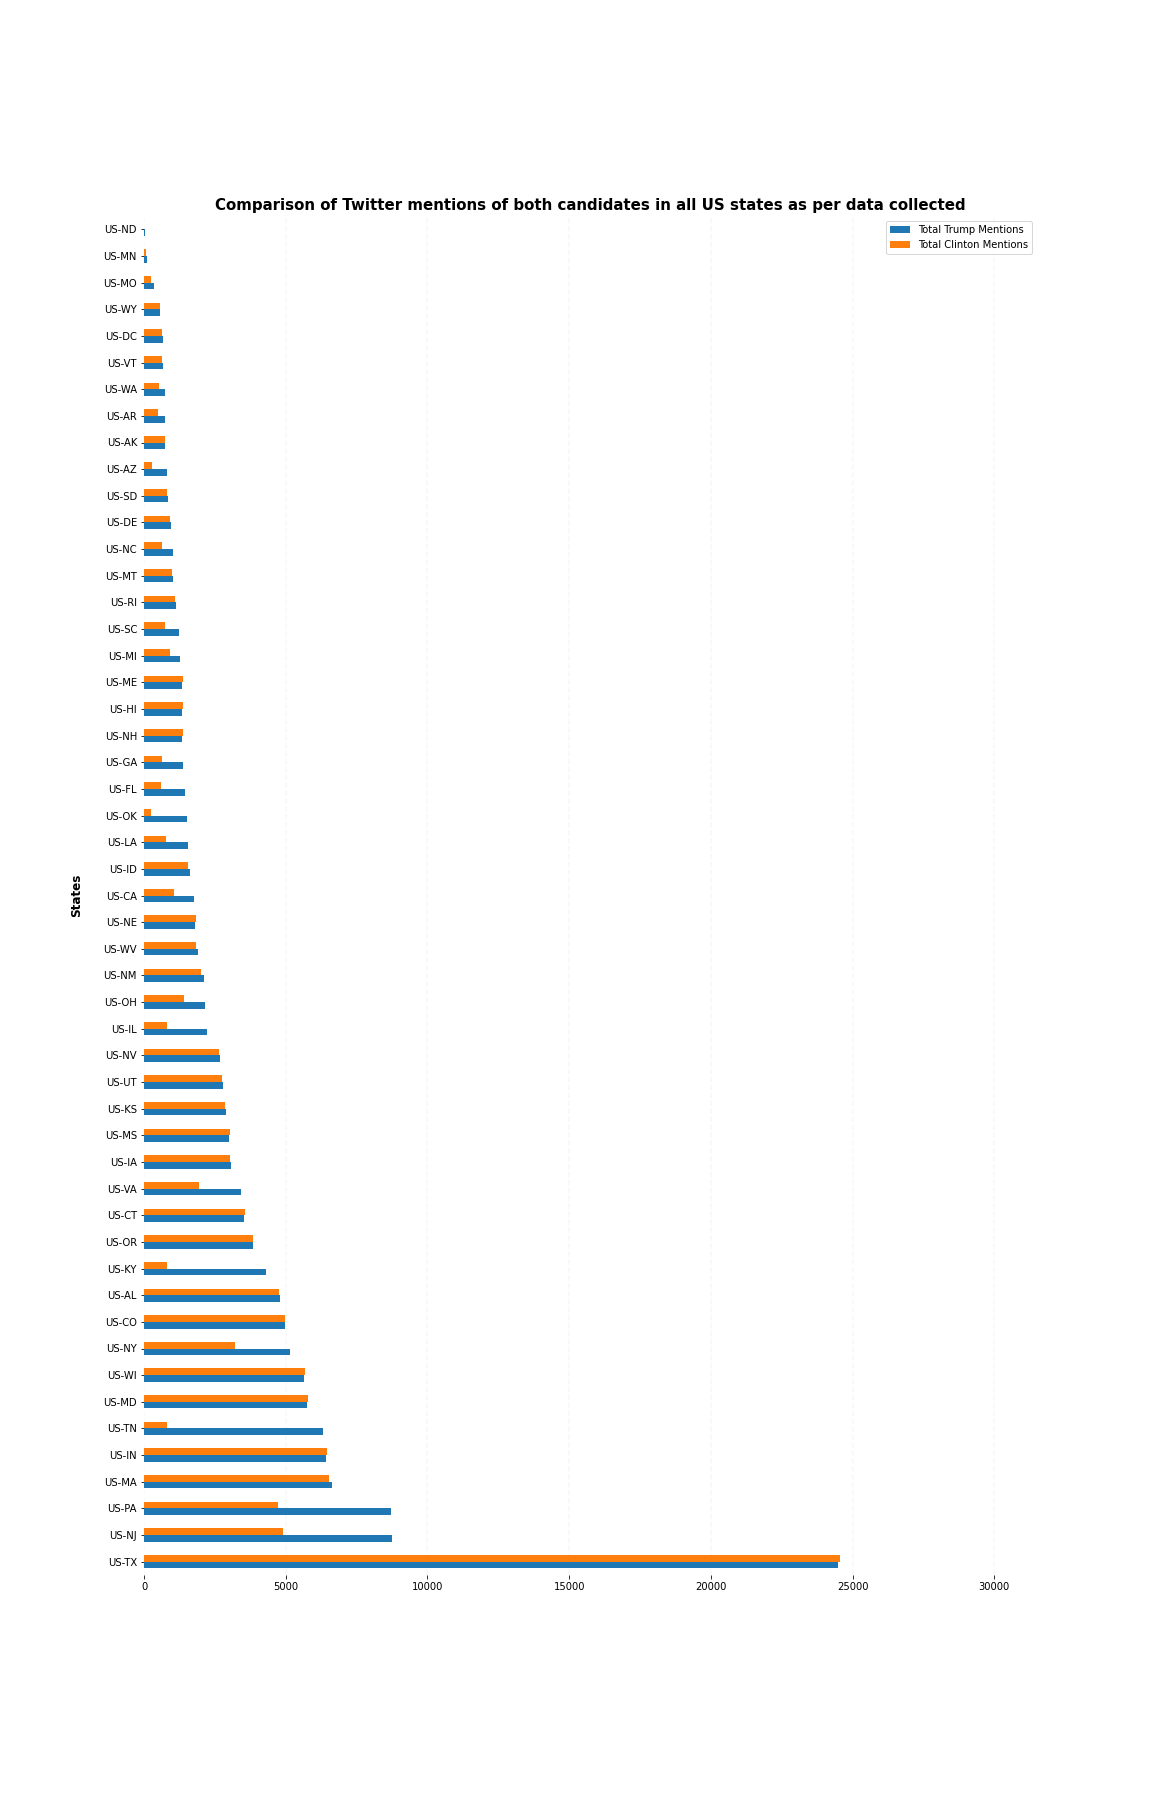 Comparison of Twitter mentions of both candidates in all US states as per data collected
Total Trump Mentions
Total Clinton Mentions
States
US-ND
US-MN
US-MO
US-WY
US-DC
US-VT
US-WA
US-AR
US-AK
US-AZ
US-SD
US-DE
US-NC
US-MT
US-RI
US-SC
US-MI
US-ME
US-HI
US-NH
US-GA
US-FL
US-OK
US-LA
US-ID
US-CA
US-NE
US-WV
US-NM
US-OH
US-IL
US-NV
US-UT
US-KS
US-MS
US-IA
US-VA
US-CT
US-OR
US-KY
US-AL
US-CO
US-NY
US-WI
US-MD
US-TN
US-IN
US-MA
US-PA
US-NJ
US-TX
0 5000 10000 15000 20000 25000 30000